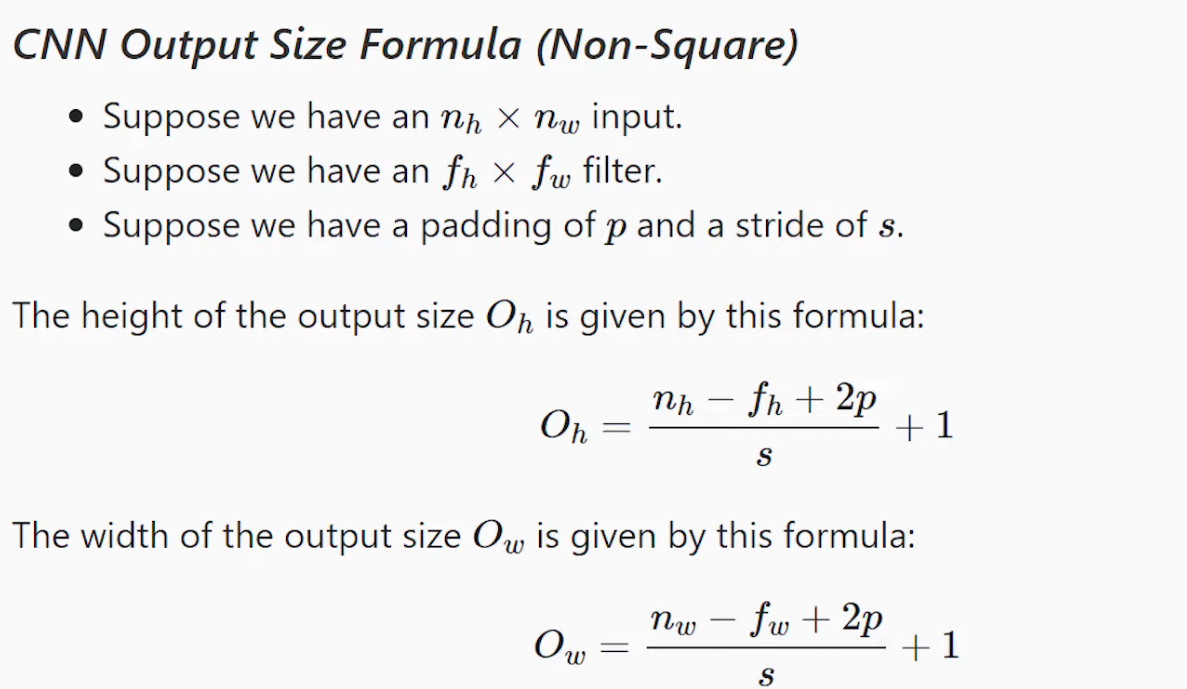 CNN Output Size Formula (Non-Square)
• Suppose we have an $n_h \times n_w$ input.
• Suppose we have an $f_h \times f_w$ filter.
• Suppose we have a padding of $p$ and a stride of $s$.
The height of the output size $O_h$ is given by this formula:
$O_h = \frac{n_h - f_h + 2p}{s} + 1$
The width of the output size $O_w$ is given by this formula:
$O_w = \frac{n_w - f_w + 2p}{s} + 1$